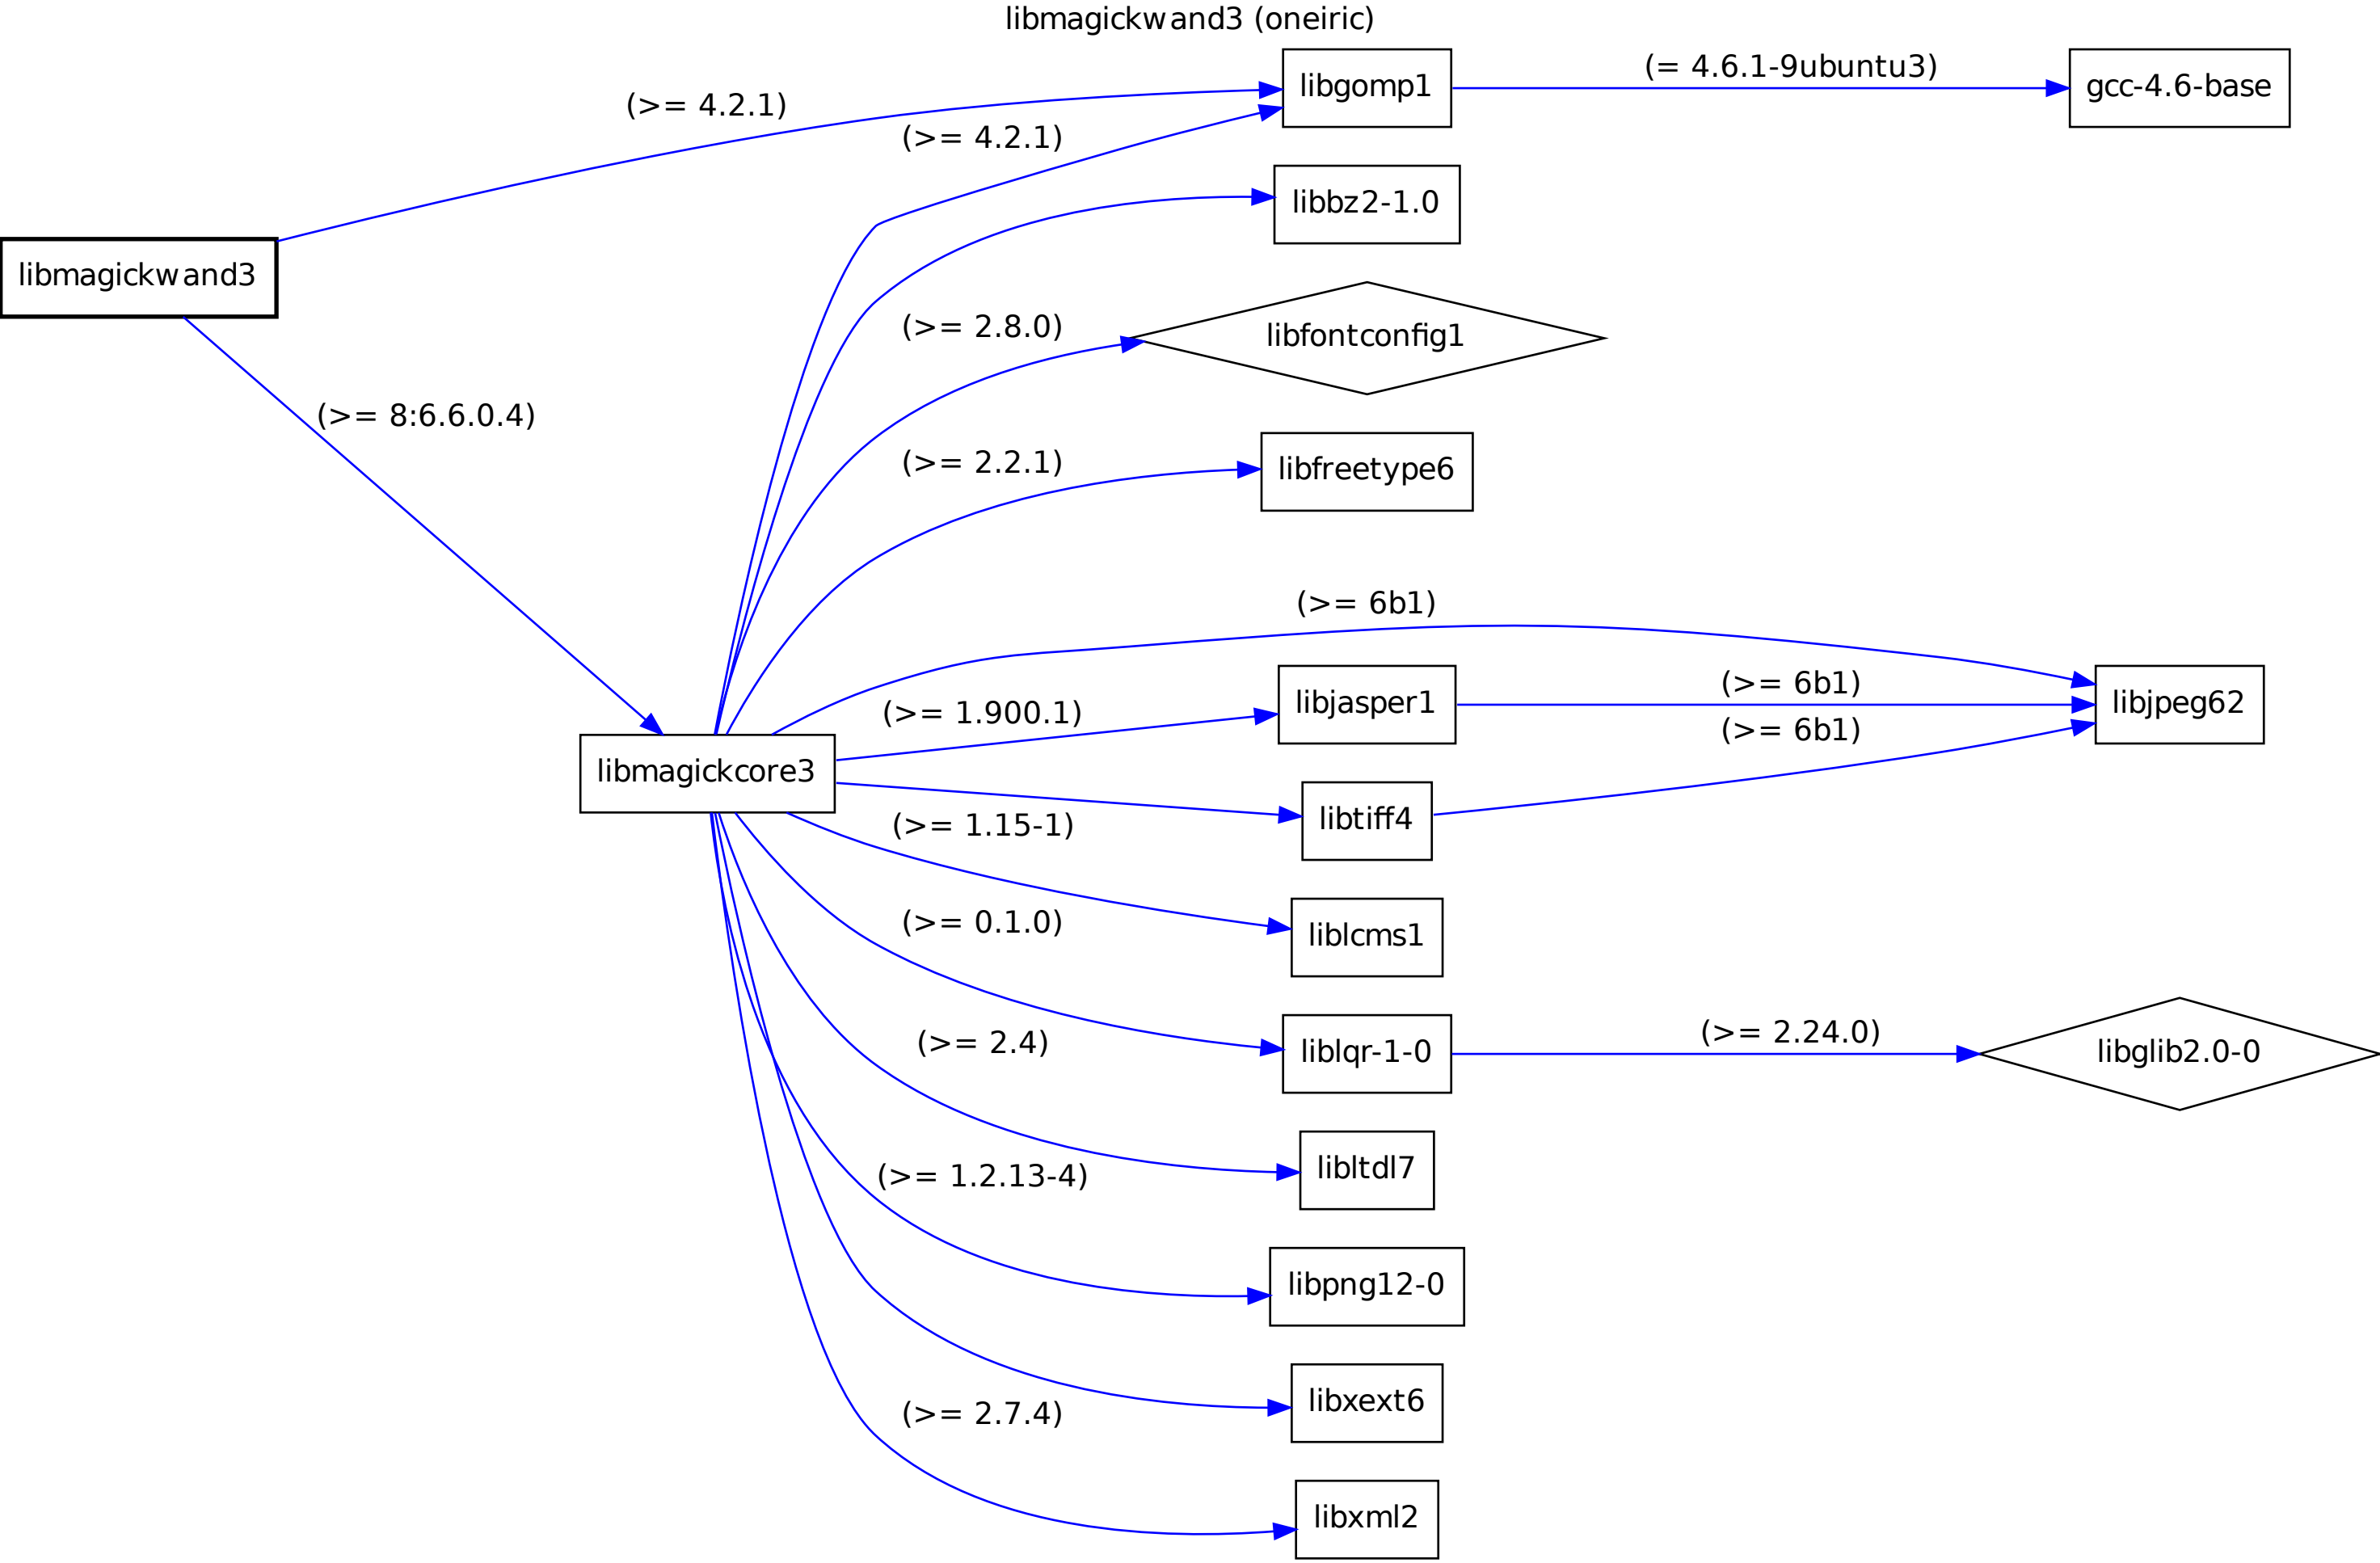 libmagickwand3 (oneiric)
(>= 4.2.1)
libgomp1
(= 4.6.1-9ubuntu3)
gcc-4.6-base
(>= 4.2.1)
libbz2-1.0
libmagickwand3
(>= 2.8.0)
libfontconfig1
(>= 8:6.6.0.4)
(>= 2.2.1)
libfreetype6
(>= 6b1)
(>= 1.900.1)
libjasper1
(>= 6b1)
libjpeg62
(>= 6b1)
libmagickcore3
libtiff4
(>= 1.15-1)
(>= 0.1.0)
liblcms1
(>= 2.4)
liblqr-1-0
(>= 2.24.0)
libglib2.0-0
(>= 1.2.13-4)
libltdl7
libpng12-0
(>= 2.7.4)
libxext6
libxml2